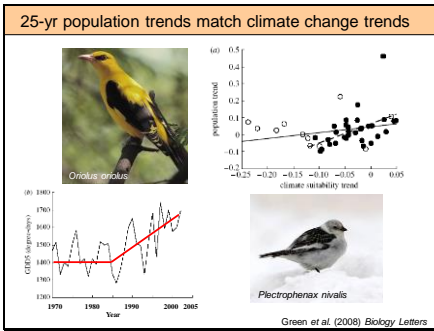 25-yr population trends match climate change trends
Oriolus oriolus
(a)
population trend
0.5
0.4
0.3
0.2
0.1
0
-0.1
-0.2
-0.25 -0.20 -0.15 -0.10 -0.05 0 0.05
climate suitability trend
(b)
GDD5 (degree-days)
1800
1700
1600
1500
1400
1300
1200
1970 1980 1990 2000 2005
Year
Plectrophenax nivalis
Green et al. (2008) Biology Letters